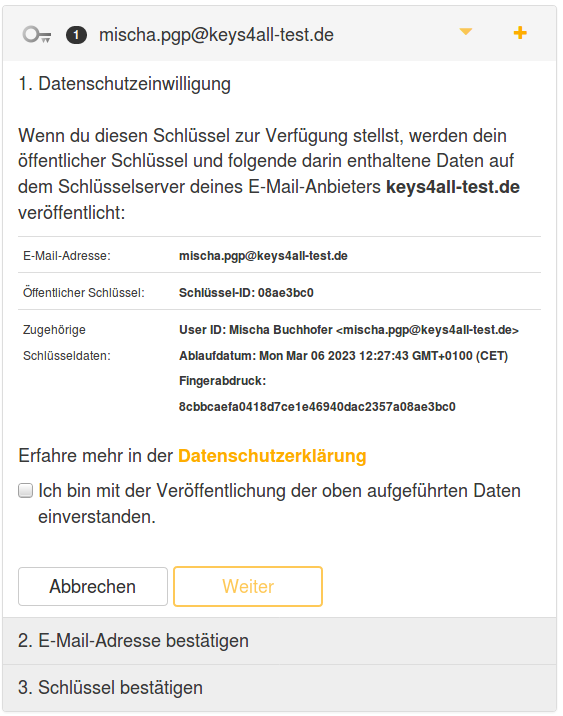 1 mischa.pgp@keys4all-test.de
1. Datenschutzeinwilligung
Wenn du diesen Schlüssel zur Verfügung stellst, werden dein
öffentlicher Schlüssel und folgende darin enthaltene Daten auf
dem Schlüsselserver deines E-Mail-Anbieters keys4all-test.de
veröffentlicht:
E-Mail-Adresse: mischa.pgp@keys4all-test.de
Öffentlicher Schlüssel: Schlüssel-ID: 08ae3bc0
Zugehörige User ID: Mischa Buchhofer <mischa.pgp@keys4all-test.de>
Schlüsseldaten: Ablaufdatum: Mon Mar 06 2023 12:27:43 GMT+0100 (CET)
Fingerabdruck:
8cbbcaefa0418d7ce1e46940dac2357a08ae3bc0
Erfahre mehr in der Datenschutzerklärung
Ich bin mit der Veröffentlichung der oben aufgeführten Daten
einverstanden.
Abbrechen Weiter
2. E-Mail-Adresse bestätigen
3. Schlüssel bestätigen